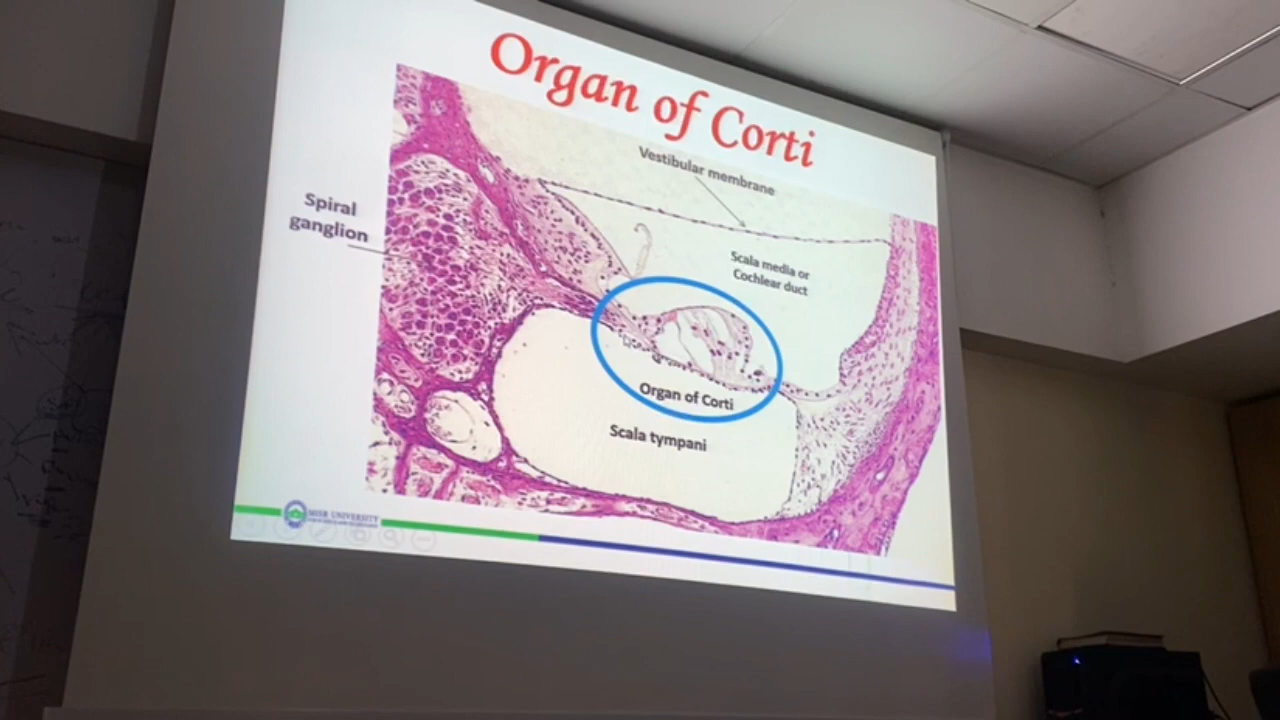 Organ of Corti
Vestibular membrane
Spiral
ganglion
Scala media or
Cochlear duct
Organ of Corti
Scala tympani
MISR UNIVERSITY